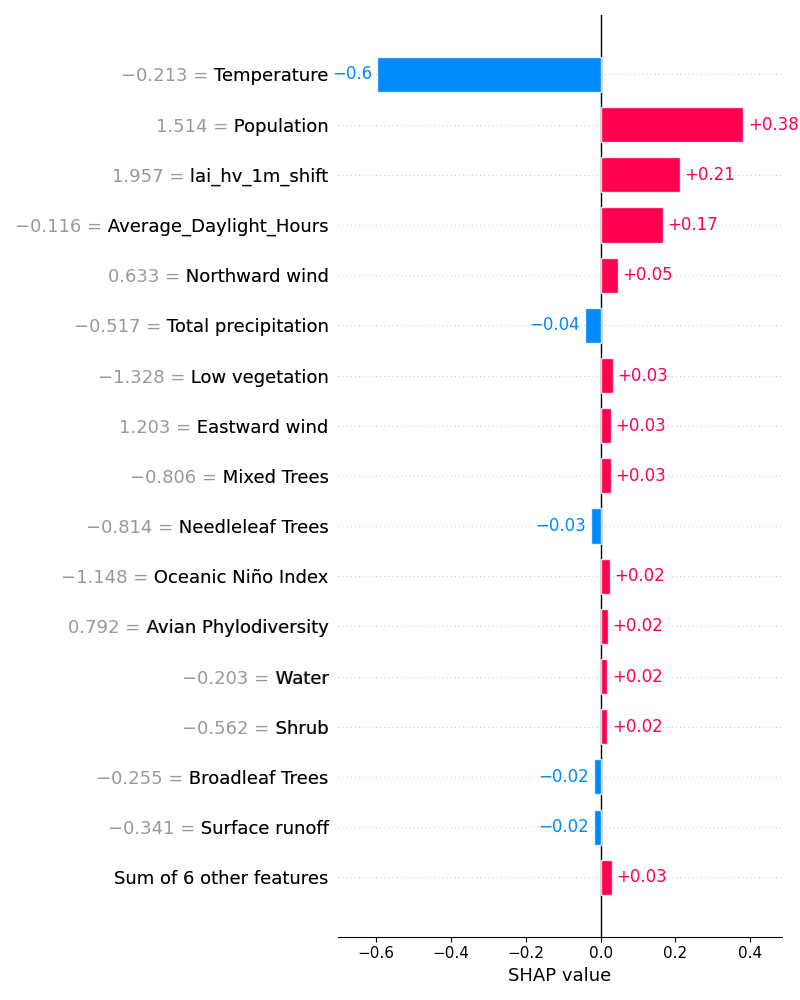 −0.213 = Temperature −0.6
1.514 = Population +0.38
1.957 = lai_hv_1m_shift +0.21
−0.116 = Average_Daylight_Hours +0.17
0.633 = Northward wind +0.05
−0.517 = Total precipitation −0.04
−1.328 = Low vegetation +0.03
1.203 = Eastward wind +0.03
−0.806 = Mixed Trees +0.03
−0.814 = Needleleaf Trees −0.03
−1.148 = Oceanic Niño Index +0.02
0.792 = Avian Phylodiversity +0.02
−0.203 = Water +0.02
−0.562 = Shrub +0.02
−0.255 = Broadleaf Trees −0.02
−0.341 = Surface runoff −0.02
Sum of 6 other features +0.03
−0.6 −0.4 −0.2 0.0 0.2 0.4
SHAP value